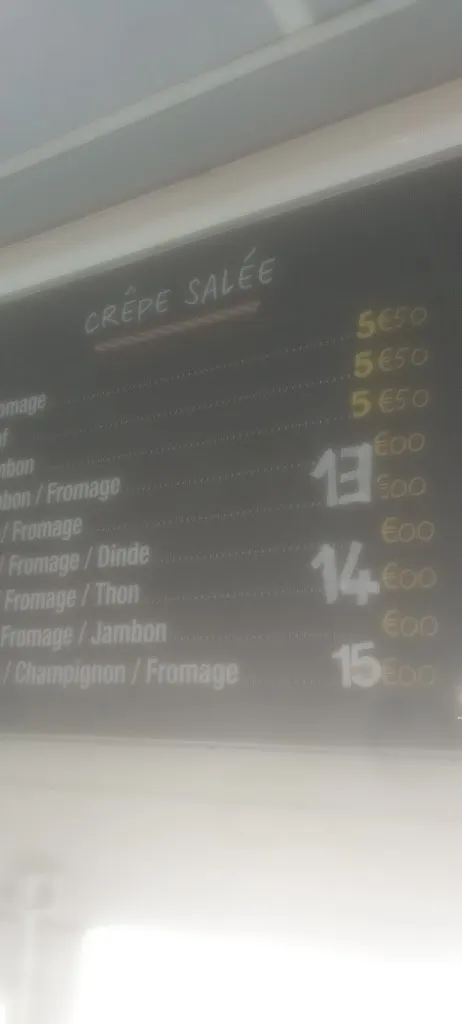 CRÊPE SALÉE
omage 5€50
f 5€50
mbon 5€50
bon / Fromage €00
/ Fromage 13 €00
/ Fromage / Dinde €00
Fromage / Thon 14 €00
Fromage / Jambon €00
/ Champignon / Fromage 15 €00